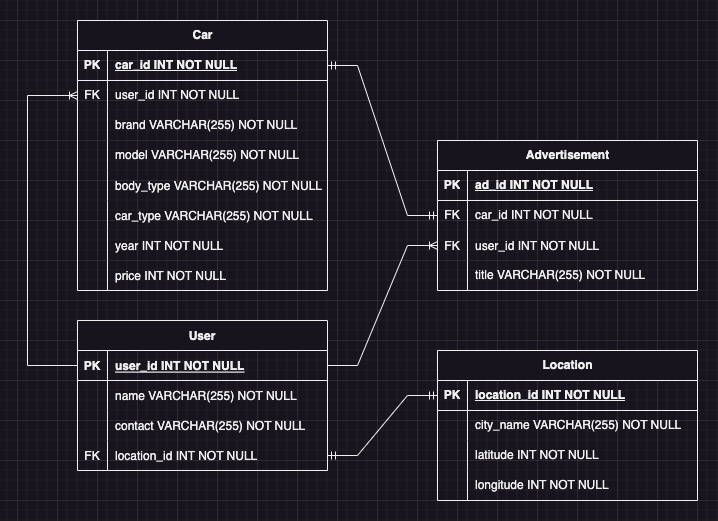 Car
PK car_id INT NOT NULL
FK user_id INT NOT NULL
brand VARCHAR(255) NOT NULL
model VARCHAR(255) NOT NULL
body_type VARCHAR(255) NOT NULL
car_type VARCHAR(255) NOT NULL
year INT NOT NULL
price INT NOT NULL
Advertisement
PK ad_id INT NOT NULL
FK car_id INT NOT NULL
FK user_id INT NOT NULL
title VARCHAR(255) NOT NULL
User
PK user_id INT NOT NULL
name VARCHAR(255) NOT NULL
contact VARCHAR(255) NOT NULL
FK location_id INT NOT NULL
Location
PK location_id INT NOT NULL
city_name VARCHAR(255) NOT NULL
latitude INT NOT NULL
longitude INT NOT NULL